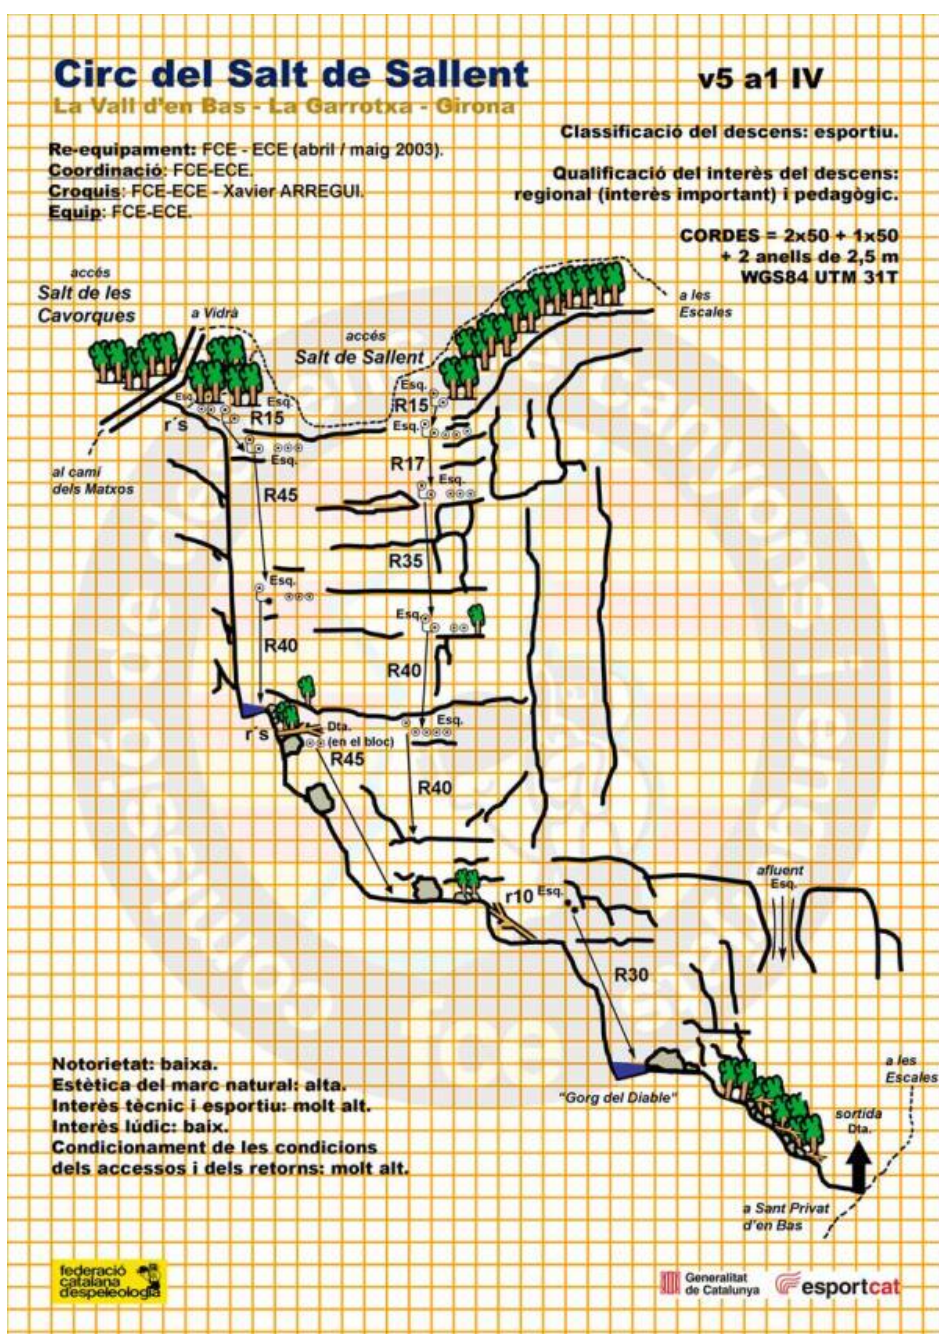 Circ del Salt de Sallent
v5 a1 IV
La Vall d'en Bas - La Garrotxa - Girona
Classificació del descens: esportiu.
Re-equipament: FCE - ECE (abril / maig 2003).
Coordinació: FCE-ECE.
Croquis: FCE-ECE - Xavier ARREGUI.
Equip: FCE-ECE.
Qualificació del interès del descens:
regional (interès important) i pedagògic.
CORDES = 2x50 + 1x50
+ 2 anells de 2,5 m
WGS84 UTM 31T
accés
Salt de les
Cavorques
a Vidrà
accés
Salt de Sallent
a les
Escales
Esq.
Esq.
R15
r's
Esq.
R15
Esq.
Esq.
al camí
dels Matxos
R45
R17
Esq.
R35
Esq.
Esq.
R40
R40
r's
Dta.
(en el bloc)
Esq.
R45
R40
r10
Esq.
afluent
Esq.
R30
"Gorg del Diable"
a les
Escales
sortida
Dta.
a Sant Privat
d'en Bas
Notorietat: baixa.
Estètica del marc natural: alta.
Interès tècnic i esportiu: molt alt.
Interès lúdic: baix.
Condicionament de les condicions
dels accessos i dels retorns: molt alt.
federació
catalana
d'espeleologia
Generalitat
de Catalunya
esportcat